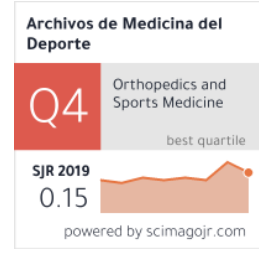 Archivos de Medicina del
Deporte
Q4
Orthopedics and
Sports Medicine
best quartile
SJR 2019
0.15
powered by scimagojr.com